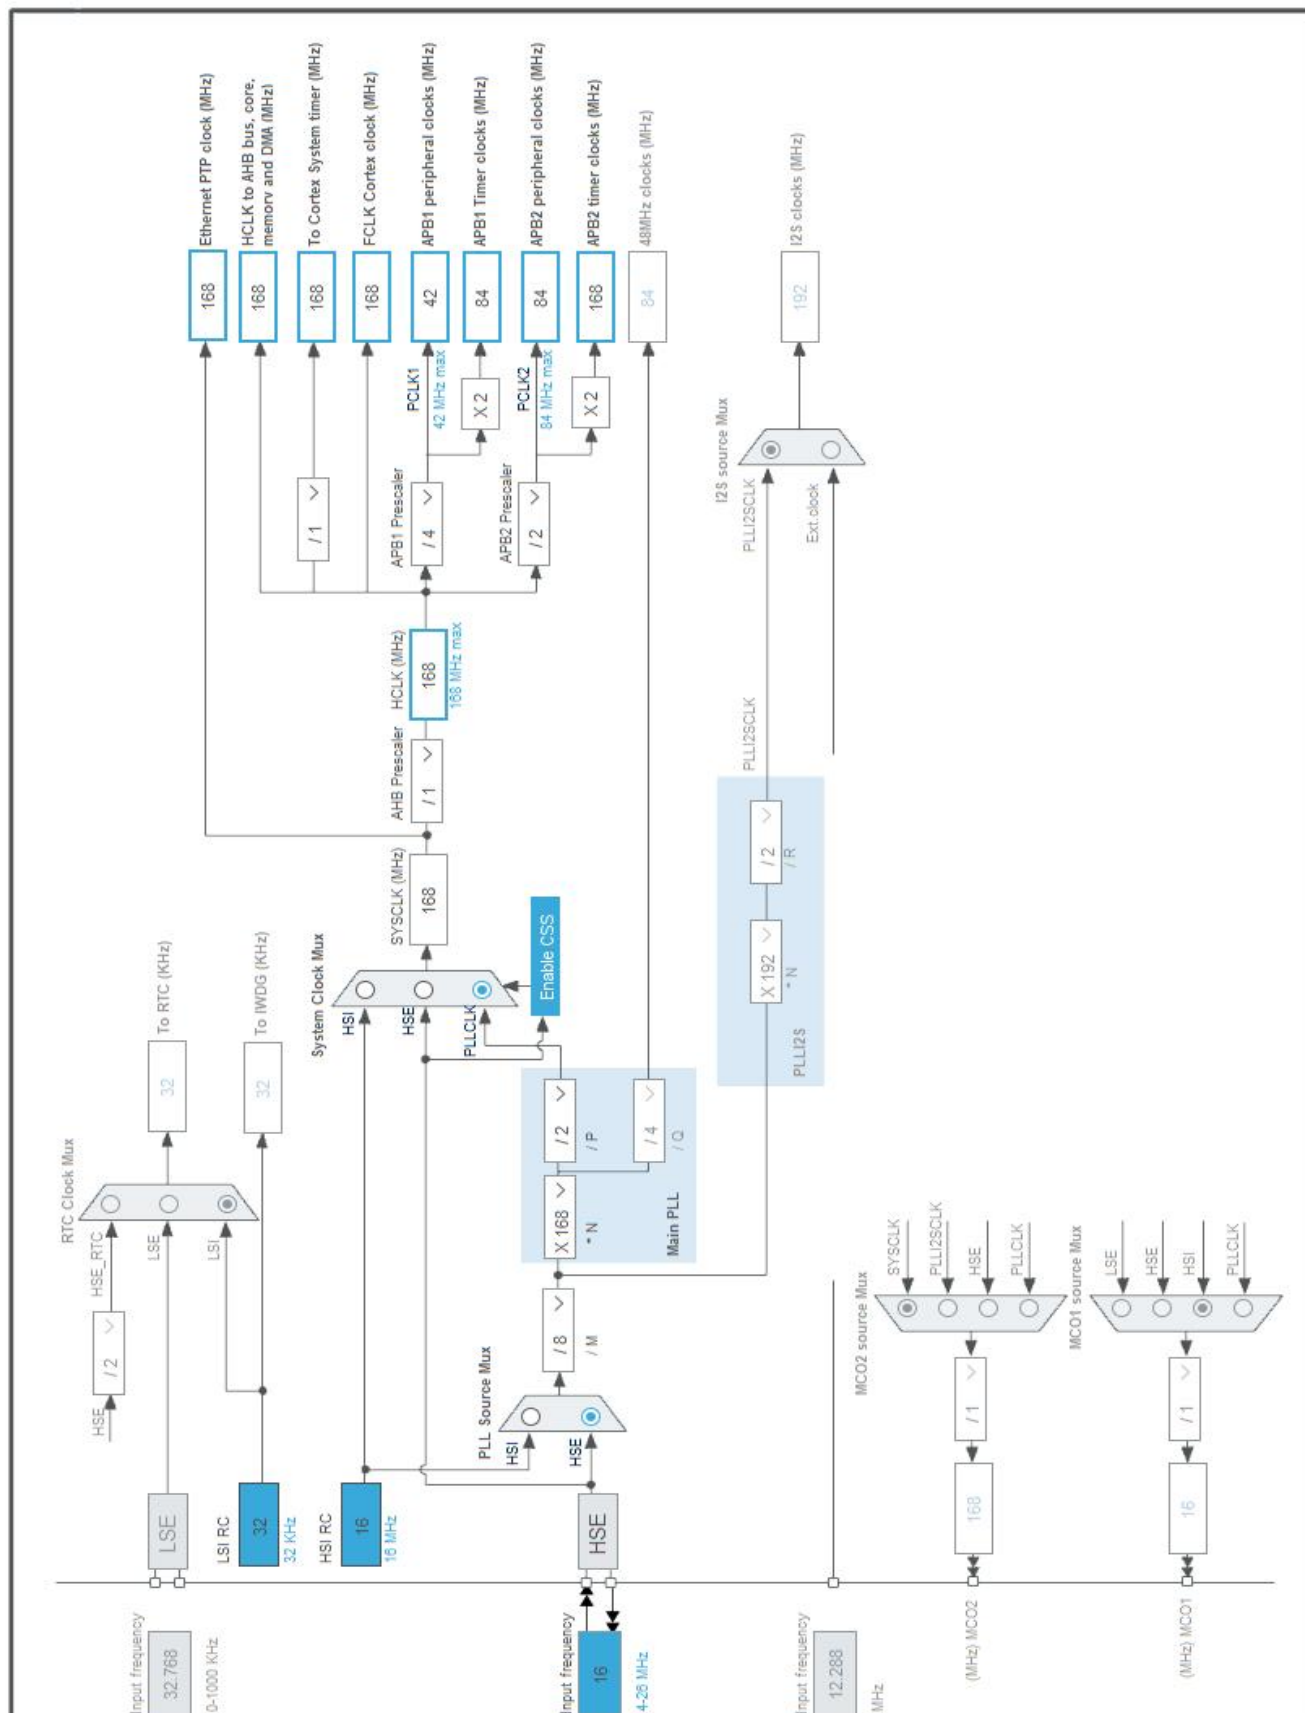 Input frequency
32.768
0-1000 KHz
LSE
LSI RC
32
32 KHz
HSE
/ 2
HSE_RTC
LSE
LSI
RTC Clock Mux
32
To RTC (KHz)
32
To IWDG (KHz)
HSI RC
16
16 MHz
Input frequency
16
4-26 MHz
HSE
PLL Source Mux
HSI
HSE
/ 8
/ M
X 168
* N
/ 2
/ P
/ 4
/ Q
Main PLL
System Clock Mux
HSI
HSE
PLLCLK
Enable CSS
SYSCLK (MHz)
168
AHB Prescaler
/ 1
HCLK (MHz)
168
168 MHz max
/ 1
APB1 Prescaler
/ 4
PCLK1
42 MHz max
X 2
APB2 Prescaler
/ 2
PCLK2
84 MHz max
X 2
168
Ethernet PTP clock (MHz)
168
HCLK to AHB bus, core,
memory and DMA (MHz)
168
To Cortex System timer (MHz)
168
FCLK Cortex clock (MHz)
42
APB1 peripheral clocks (MHz)
84
APB1 Timer clocks (MHz)
84
APB2 peripheral clocks (MHz)
168
APB2 timer clocks (MHz)
84
48MHz clocks (MHz)
X 192
* N
/ 2
/ R
PLLI2S
PLLI2SCLK
PLLI2SCLK
Ext.clock
I2S source Mux
192
I2S clocks (MHz)
Input frequency
12.288
MHz
MCO2 source Mux
SYSCLK
PLLI2SCLK
HSE
PLLCLK
/ 1
168
(MHz) MCO2
MCO1 source Mux
LSE
HSE
HSI
PLLCLK
/ 1
16
(MHz) MCO1